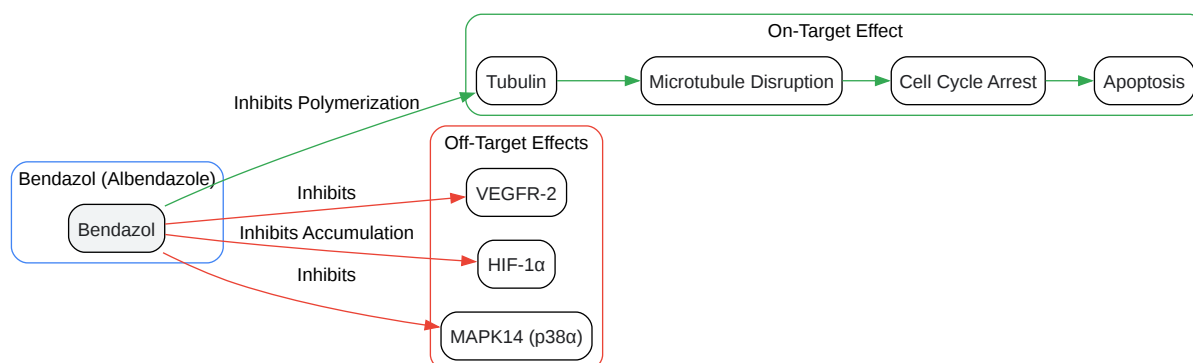 On-Target Effect
Tubulin
Microtubule Disruption
Cell Cycle Arrest
Apoptosis
Inhibits Polymerization
Off-Target Effects
Bendazol (Albendazole)
Bendazol
Inhibits
VEGFR-2
Inhibits Accumulation
HIF-1α
Inhibits
MAPK14 (p38α)